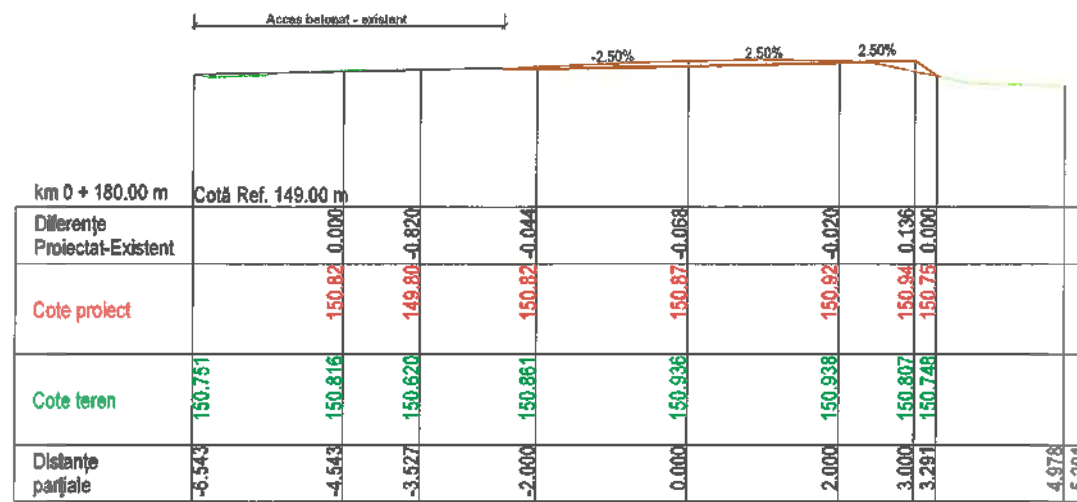 Acces betonat - existent
-2.50% 2.50% 2.50%
km 0 + 180.00 m Cotă Ref. 149.00 m
Diferențe
Proiectat-Existent
0.000 -0.820 -0.044 -0.068 -0.020 0.136 -0.000
Cote proiect
150.82 149.80 150.82 150.87 150.92 150.94 150.75
Cote teren
150.751 150.816 150.620 150.861 150.936 150.938 150.807 150.748
Distanțe
parțiale
-6.543 -4.543 -3.527 -2.000 0.000 2.000 3.000 3.291 4.978